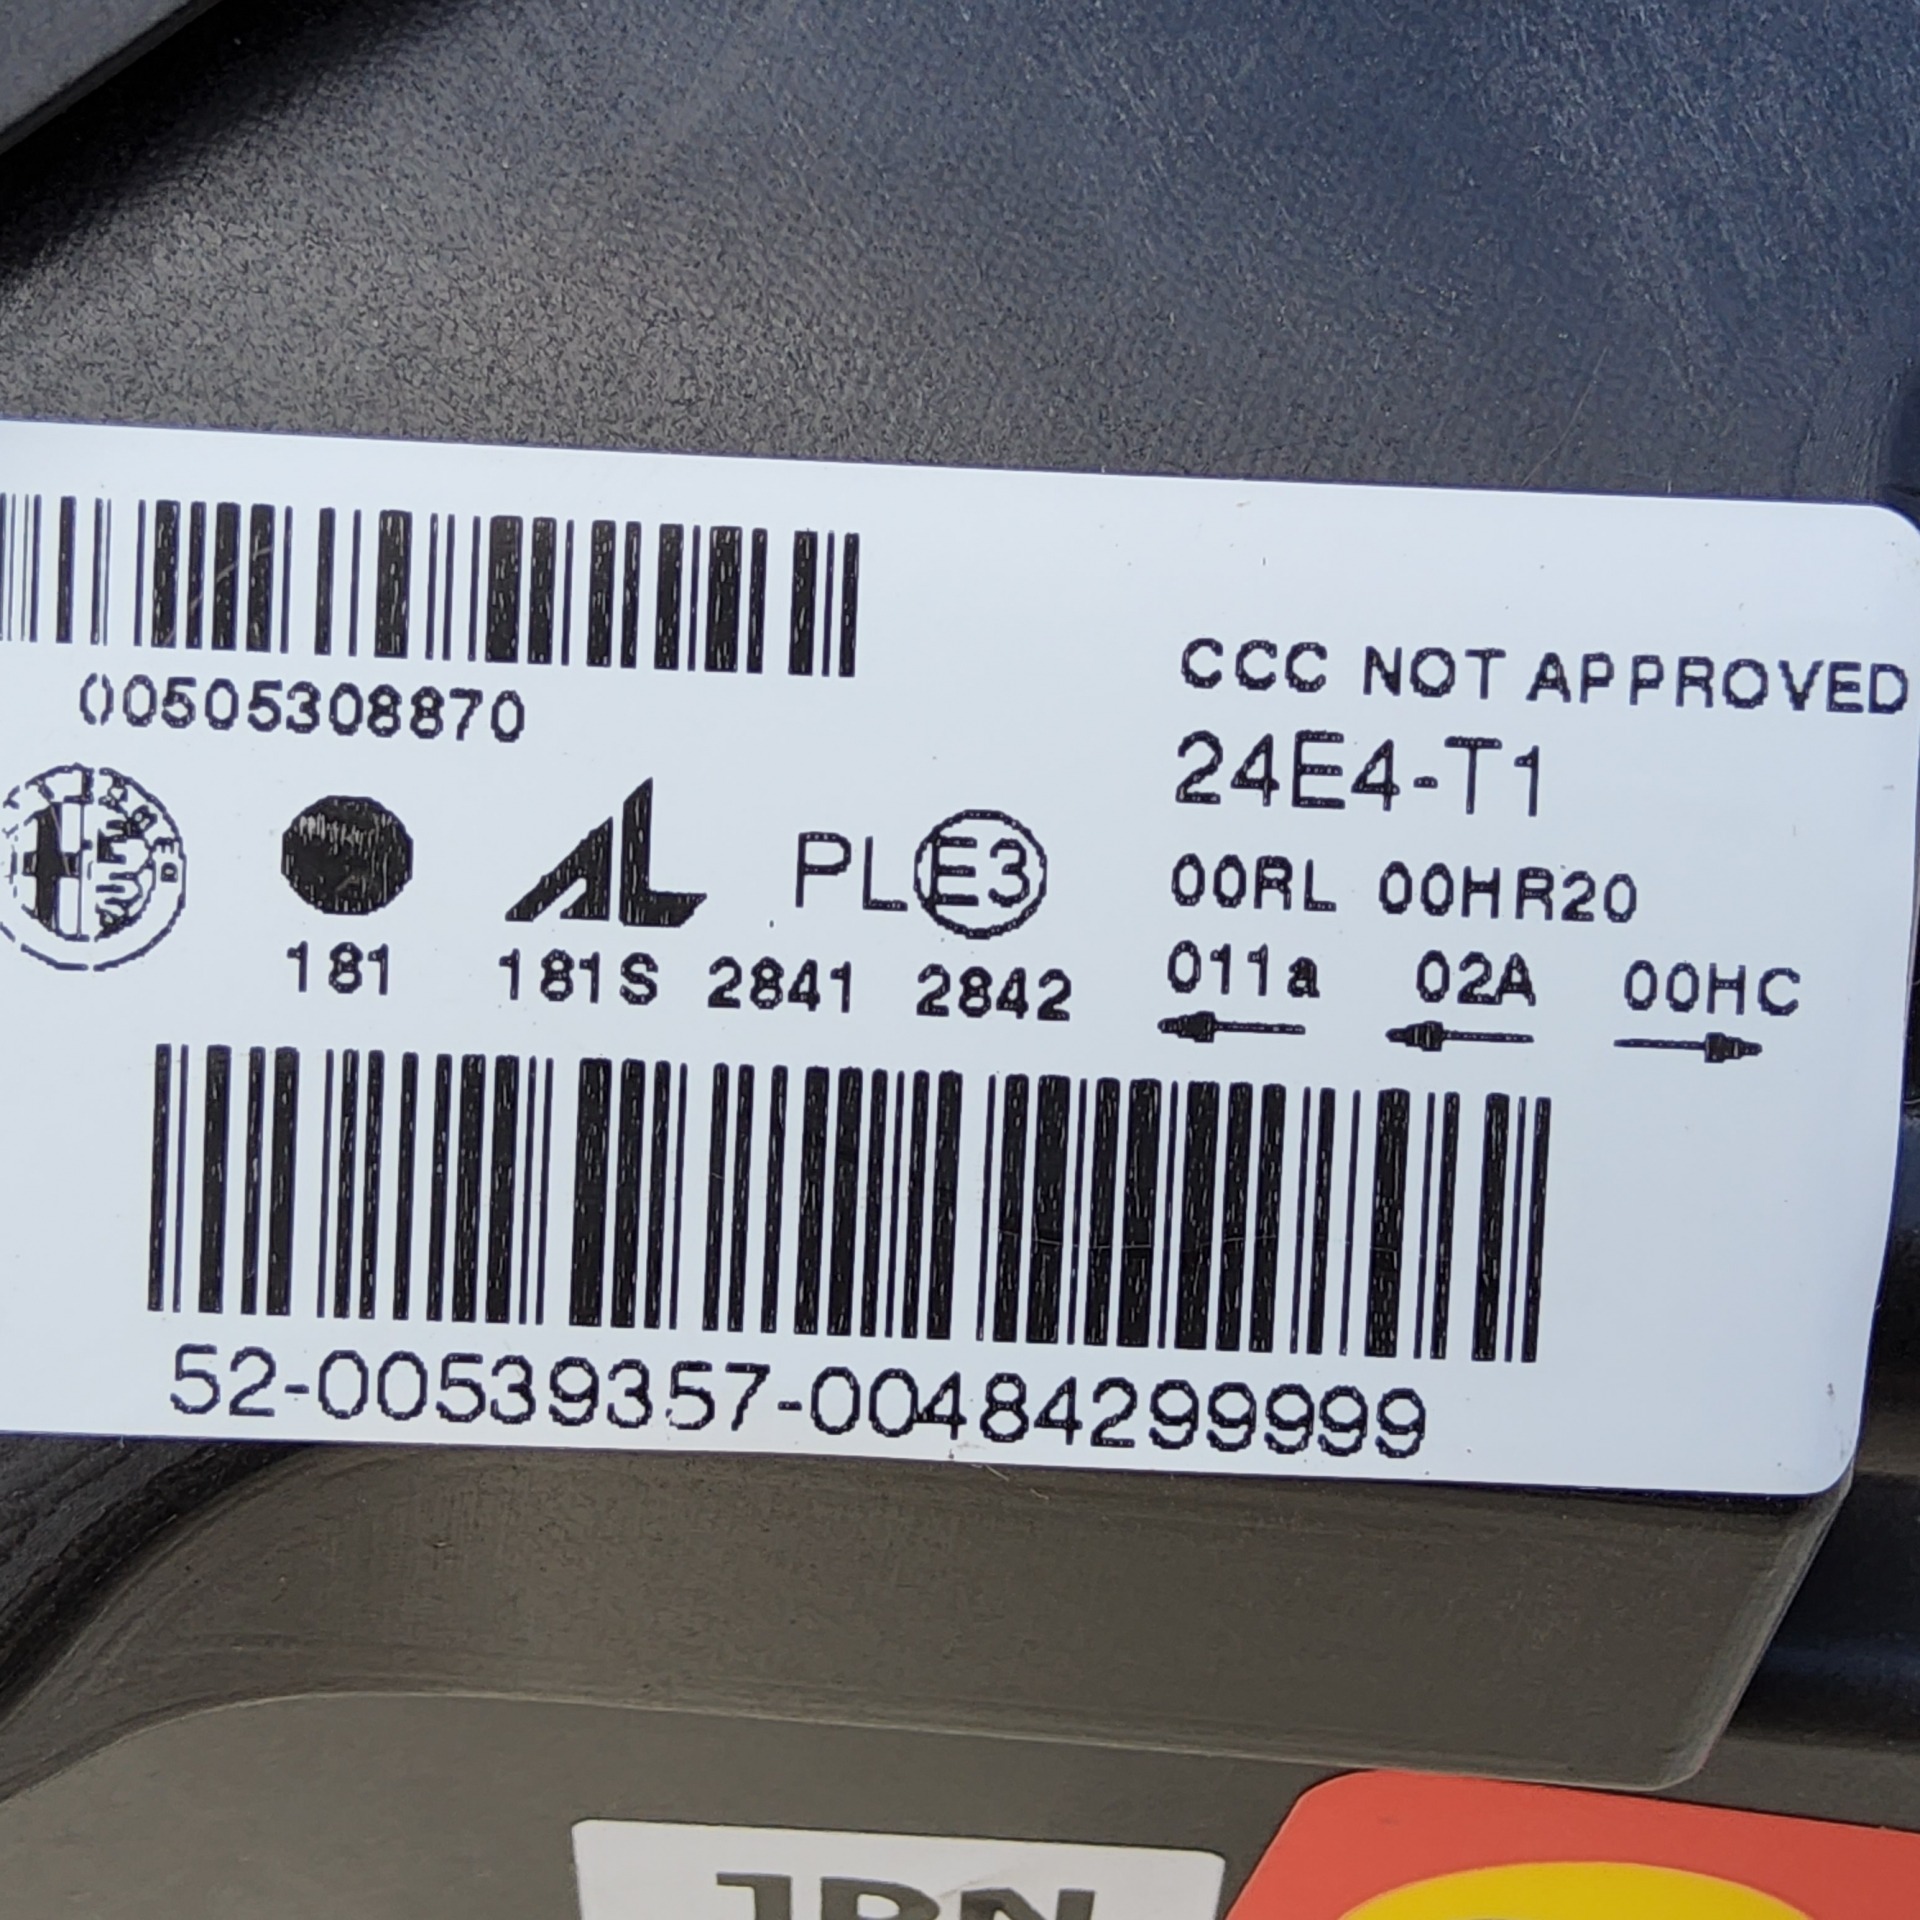 00505308870
CCC NOT APPROVED
24E4-T1
PL E3
00RL 00HR20
181 181S 2841 2842
011a 02A 00HC
52-00539357-00484299999